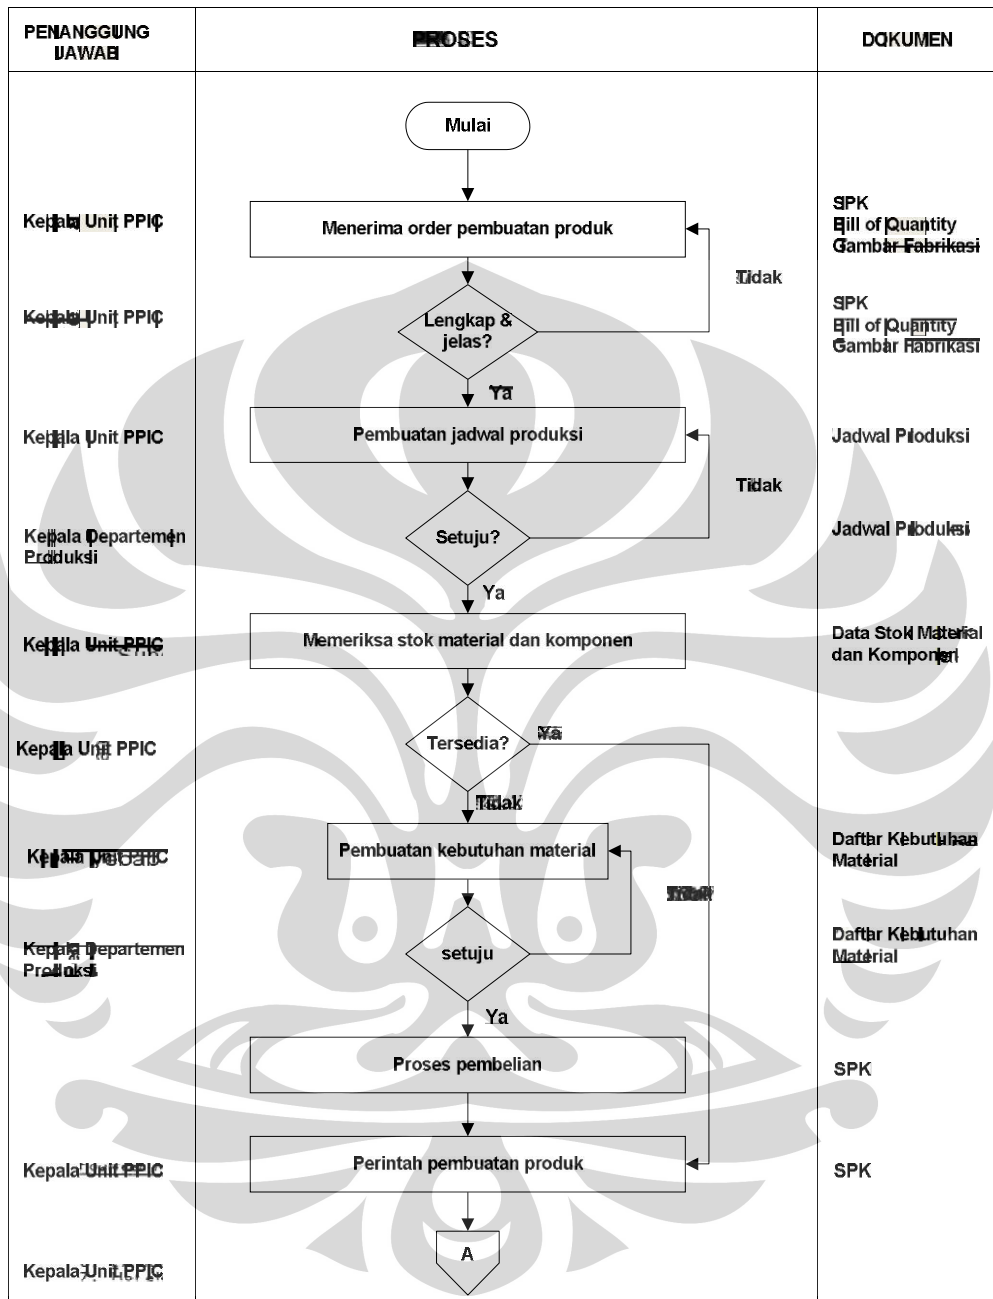 PENANGGUNG
JAWAB
PROSES
DOKUMEN
Mulai
Kepala Unit PPIC
Menerima order pembuatan produk
SPK
Bill of Quantity
Gambar Fabrikasi
Tidak
Kepala Unit PPIC
Lengkap &
jelas?
SPK
Bill of Quantity
Gambar Fabrikasi
Ya
Kepala Unit PPIC
Pembuatan jadwal produksi
Jadwal Produksi
Tidak
Kepala Departemen
Produksi
Setuju?
Jadwal Produksi
Ya
Kepala Unit PPIC
Memeriksa stok material dan komponen
Data Stok Material
dan Komponen
Kepala Unit PPIC
Tersedia?
Ya
Tidak
Kepala Unit PPIC
Pembuatan kebutuhan material
Daftar Kebutuhan
Material
Tidak
Kepala Departemen
Produksi
setuju
Daftar Kebutuhan
Material
Ya
Proses pembelian
SPK
Kepala Unit PPIC
Perintah pembuatan produk
SPK
A
Kepala Unit PPIC